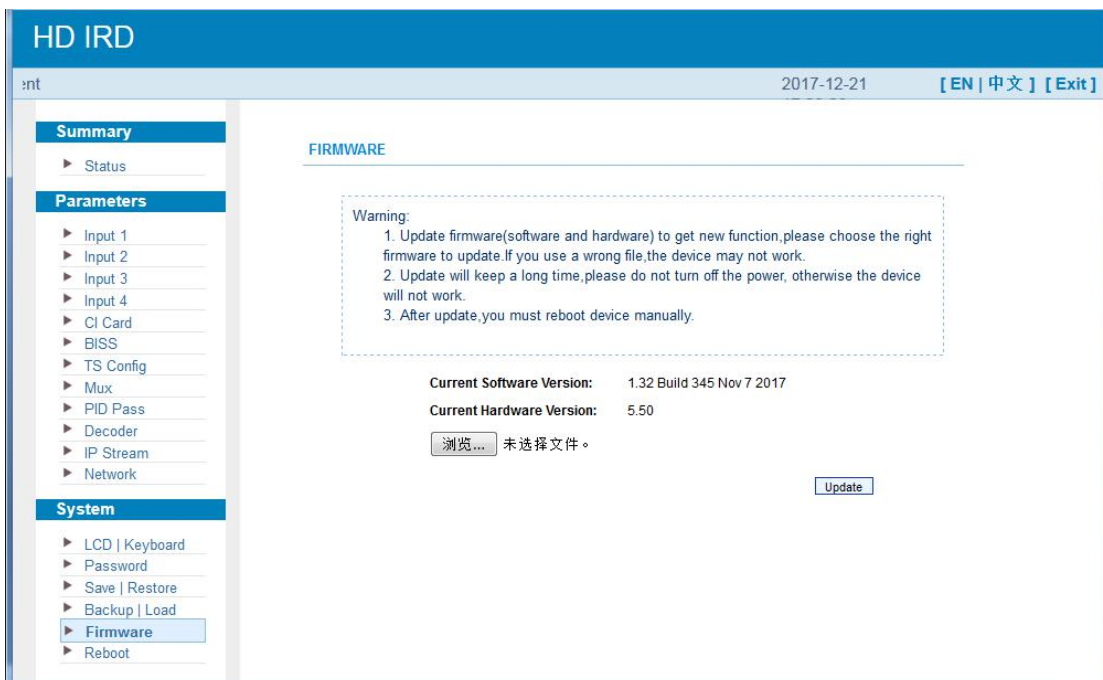 HD IRD
ent
2017-12-21
[ EN | 中文 ] [ Exit ]
Summary
Status
Parameters
Input 1
Input 2
Input 3
Input 4
CI Card
BISS
TS Config
Mux
PID Pass
Decoder
IP Stream
Network
System
LCD | Keyboard
Password
Save | Restore
Backup | Load
Firmware
Reboot
FIRMWARE
Warning:
1. Update firmware(software and hardware) to get new function,please choose the right
firmware to update.If you use a wrong file,the device may not work.
2. Update will keep a long time,please do not turn off the power, otherwise the device
will not work.
3. After update,you must reboot device manually.
Current Software Version: 1.32 Build 345 Nov 7 2017
Current Hardware Version: 5.50
浏览... 未选择文件。
Update